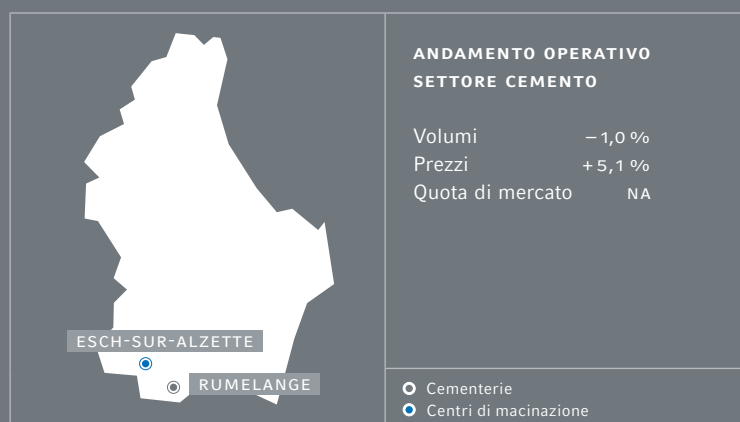 ANDAMENTO OPERATIVO
SETTORE CEMENTO
Volumi –1,0 %
Prezzi +5,1 %
Quota di mercato NA
ESCH-SUR-ALZETTE
RUMELANGE
Cementerie
Centri di macinazione